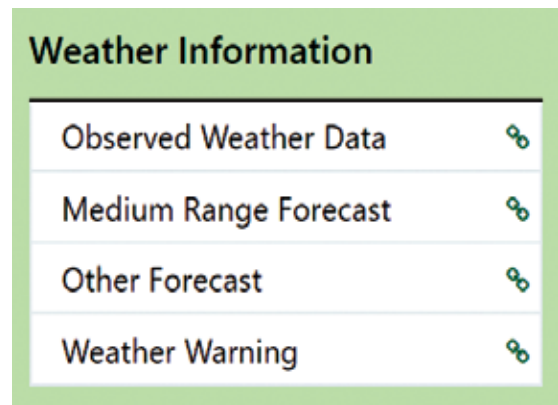 Weather Information
Observed Weather Data
Medium Range Forecast
Other Forecast
Weather Warning